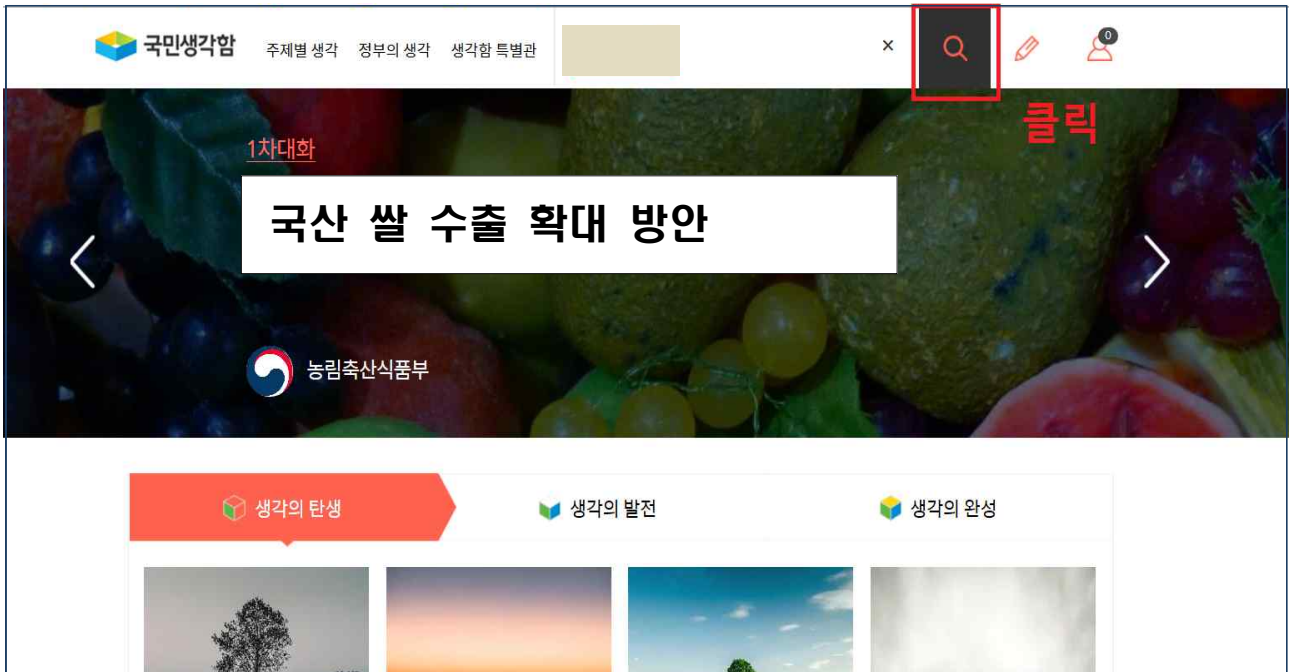 국민생각함 주제별 생각 정부의 생각 생각함 특별관 × 0
클릭
1차대화
국산 쌀 수출 확대 방안
농림축산식품부
생각의 탄생 생각의 발전 생각의 완성